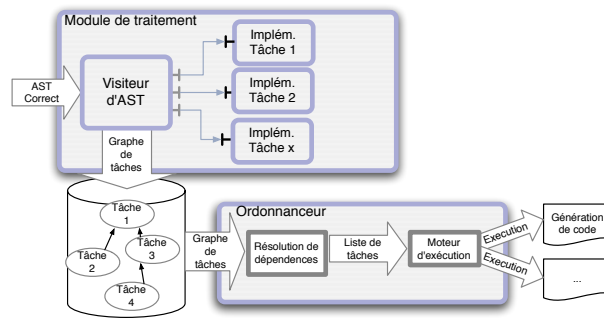 Module de traitement
Implém.
Tâche 1
AST
Correct
Visiteur
d'AST
Implém.
Tâche 2
Implém.
Tâche x
Graphe
de
tâches
Tâche
1
Tâche
2
Tâche
3
Tâche
4
Graphe
de
tâches
Ordonnanceur
Résolution de
dépendences
Liste de
tâches
Moteur
d'exécution
Execution
Execution
Génération
de code
...